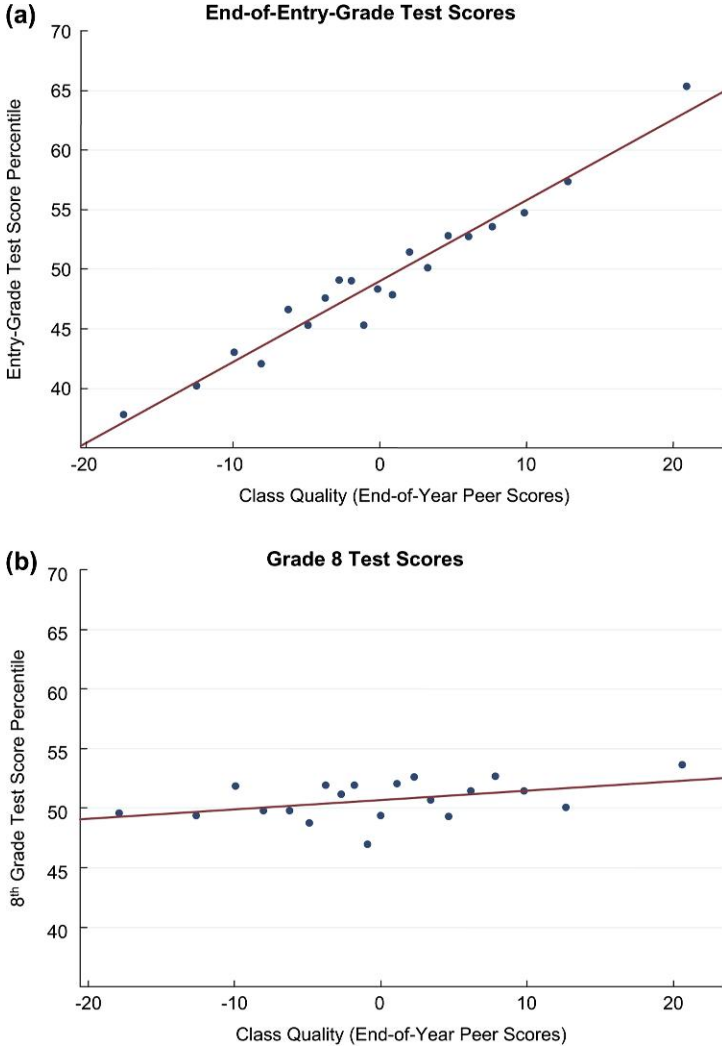 (a)
End-of-Entry-Grade Test Scores
70
65
60
55
50
45
40
Entry-Grade Test Score Percentile
-20 -10 0 10 20
Class Quality (End-of-Year Peer Scores)
(b)
Grade 8 Test Scores
70
65
60
55
50
45
40
8th Grade Test Score Percentile
-20 -10 0 10 20
Class Quality (End-of-Year Peer Scores)